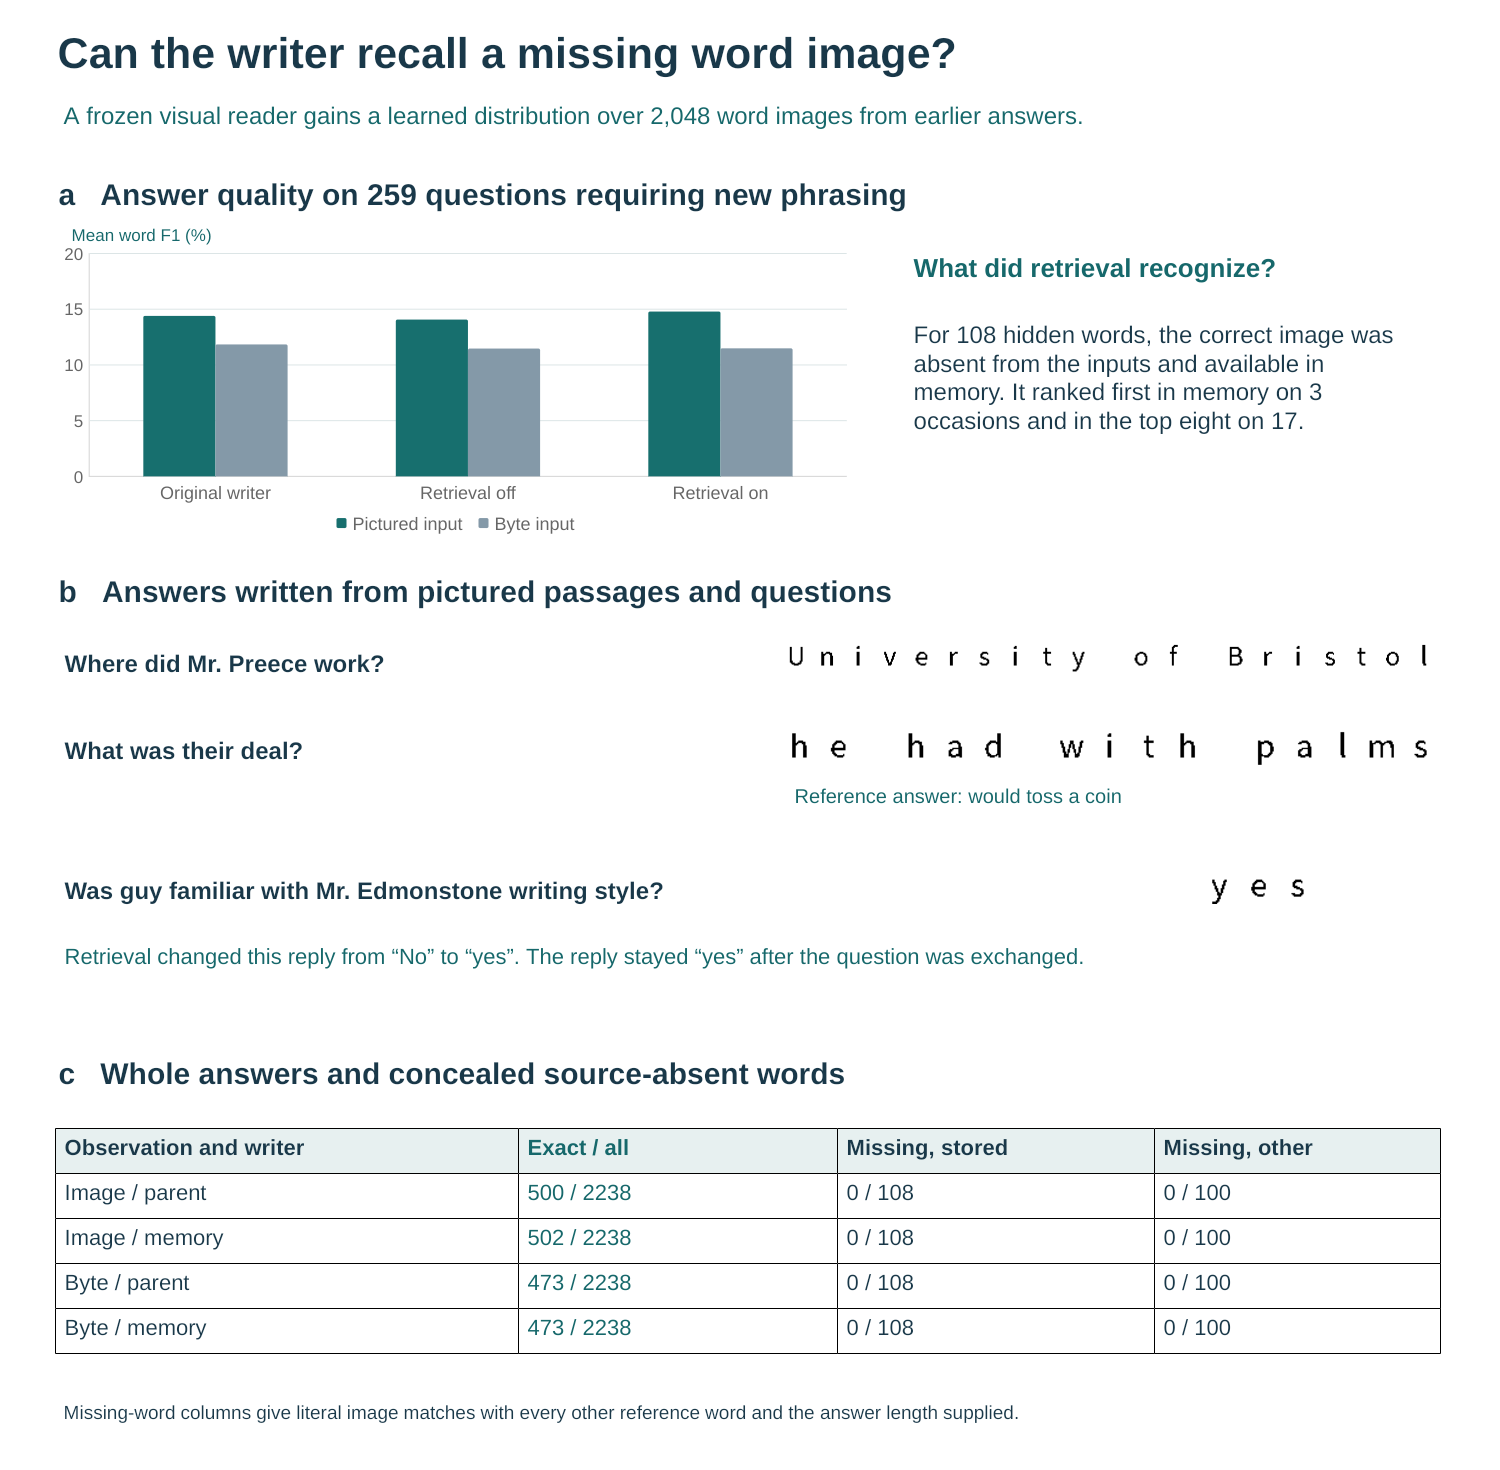 Can the writer recall a missing word image?
A frozen visual reader gains a learned distribution over 2,048 word images from earlier answers.
a Answer quality on 259 questions requiring new phrasing
Mean word F1 (%)
20
15
10
5
0
Original writer Retrieval off Retrieval on
Pictured input Byte input
What did retrieval recognize?
For 108 hidden words, the correct image was
absent from the inputs and available in
memory. It ranked first in memory on 3
occasions and in the top eight on 17.
b Answers written from pictured passages and questions
Where did Mr. Preece work? University of Bristol
What was their deal? he had with palms
Reference answer: would toss a coin
Was guy familiar with Mr. Edmonstone writing style? yes
Retrieval changed this reply from “No” to “yes”. The reply stayed “yes” after the question was exchanged.
c Whole answers and concealed source-absent words
Observation and writer Exact / all Missing, stored Missing, other
Image / parent 500 / 2238 0 / 108 0 / 100
Image / memory 502 / 2238 0 / 108 0 / 100
Byte / parent 473 / 2238 0 / 108 0 / 100
Byte / memory 473 / 2238 0 / 108 0 / 100
Missing-word columns give literal image matches with every other reference word and the answer length supplied.